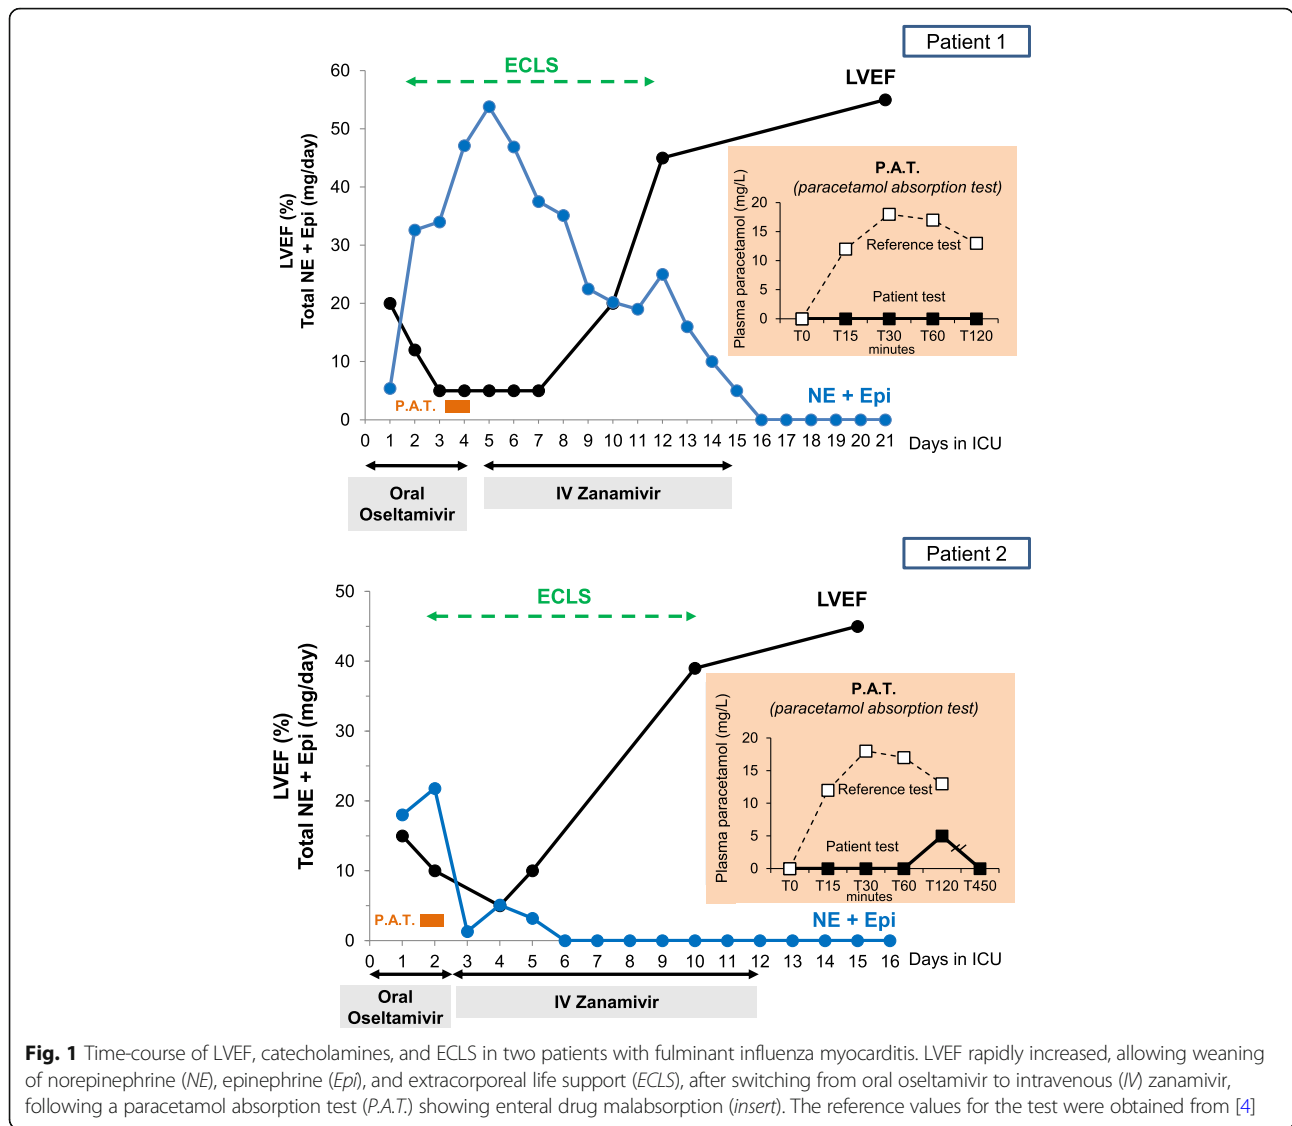 Patient 1
ECLS
LVEF
60
50
40
30
20
10
0
LVEF (%)
Total NE + Epi (mg/day)
P.A.T.
(paracetamol absorption test)
Plasma paracetamol (mg/L)
20
15
10
5
0
Reference test
Patient test
T0 T15 T30 T60 T120
minutes
P.A.T.
NE + Epi
0 1 2 3 4 5 6 7 8 9 10 11 12 13 14 15 16 17 18 19 20 21 Days in ICU
Oral
Oseltamivir
IV Zanamivir
Patient 2
ECLS
LVEF
50
40
30
20
10
0
LVEF (%)
Total NE + Epi (mg/day)
P.A.T.
(paracetamol absorption test)
Plasma paracetamol (mg/L)
20
15
10
5
0
Reference test
Patient test
T0 T15 T30 T60 T120 T450
minutes
P.A.T.
NE + Epi
0 1 2 3 4 5 6 7 8 9 10 11 12 13 14 15 16 Days in ICU
Oral
Oseltamivir
IV Zanamivir
Fig. 1 Time-course of LVEF, catecholamines, and ECLS in two patients with fulminant influenza myocarditis. LVEF rapidly increased, allowing weaning
of norepinephrine (NE), epinephrine (Epi), and extracorporeal life support (ECLS), after switching from oral oseltamivir to intravenous (IV) zanamivir,
following a paracetamol absorption test (P.A.T.) showing enteral drug malabsorption (insert). The reference values for the test were obtained from [4]